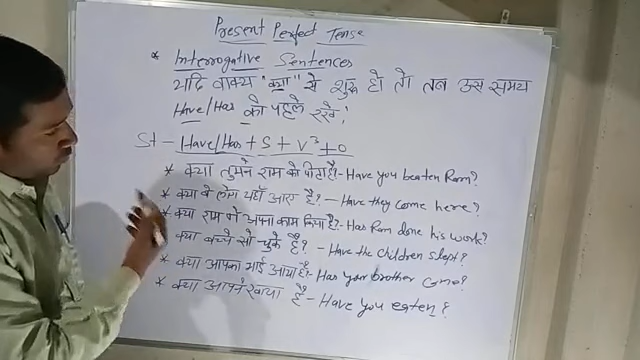 Present Perfect Tense
* Interrogative Sentences
यदि वाक्य "क्या" से शुरू हो तो तब उस समय
Have/Has को पहले रखें।
St - Have/Has + S + V³ + O
* क्या तुमने राम को पीटा है? - Have you beaten Ram?
* क्या वे लोग यहाँ आए हैं? - Have they come here?
* क्या राम ने अपना काम किया है? - Has Ram done his work?
क्या बच्चे सो चुके हैं? - Have the children slept?
* क्या आपका भाई आया है? - Has your brother come?
* क्या आपने खाया है - Have you eaten?